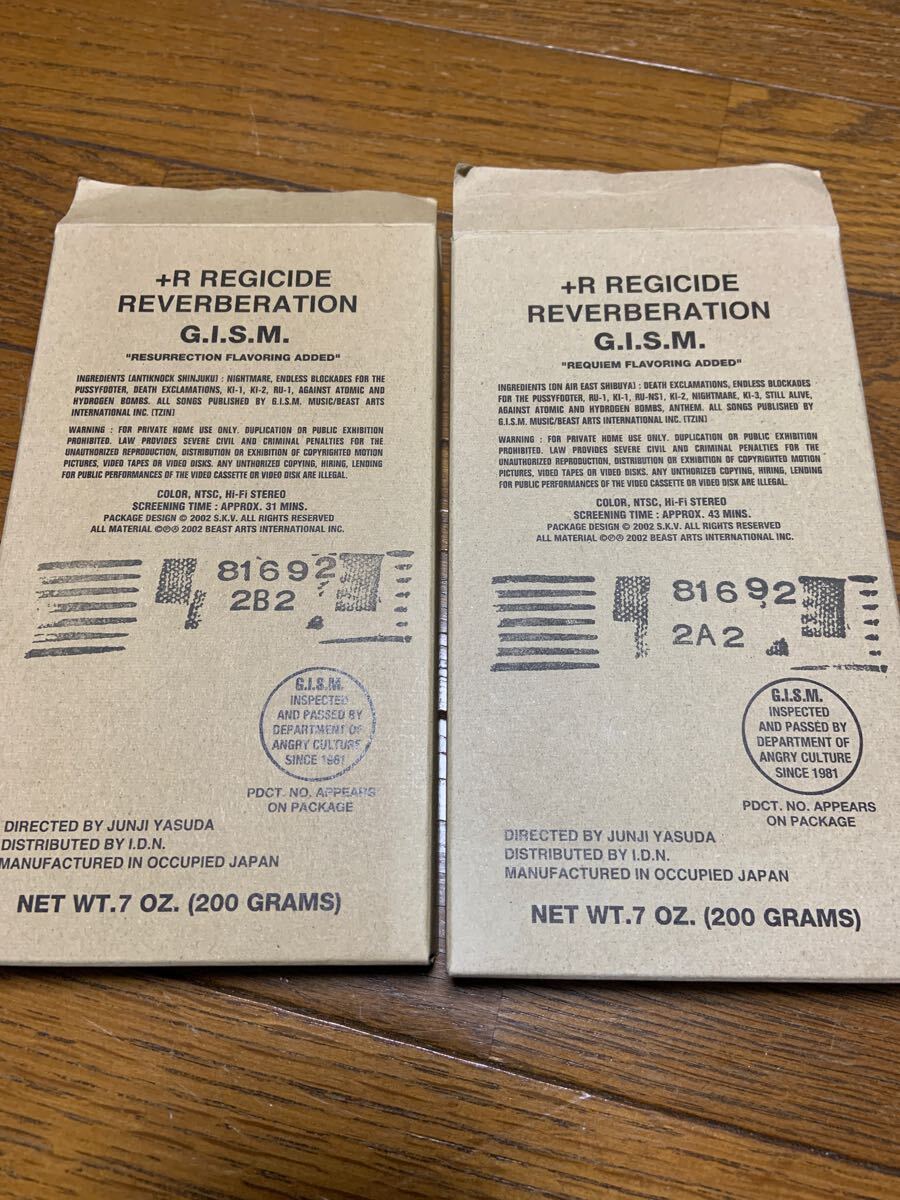 +R REGICIDE
REVERBERATION
G.I.S.M.
"RESURRECTION FLAVORING ADDED"
INGREDIENTS [ANTIKNOCK SHINJUKU] : NIGHTMARE, ENDLESS BLOCKADES FOR THE
PUSSYFOOTER, DEATH EXCLAMATIONS, KI-1, KI-2, RU-1, AGAINST ATOMIC AND
HYDROGEN BOMBS. ALL SONGS PUBLISHED BY G.I.S.M. MUSIC/BEAST ARTS
INTERNATIONAL INC. [TZIN]
WARNING : FOR PRIVATE HOME USE ONLY. DUPLICATION OR PUBLIC EXHIBITION
PROHIBITED. LAW PROVIDES SEVERE CIVIL AND CRIMINAL PENALTIES FOR THE
UNAUTHORIZED REPRODUCTION, DISTRIBUTION OR EXHIBITION OF COPYRIGHTED MOTION
PICTURES, VIDEO TAPES OR VIDEO DISKS. ANY UNTHORIZED COPYING, HIRING, LENDING
FOR PUBLIC PERFORMANCES OF THE VIDEO CASSETTE OR VIDEO DISK ARE ILLEGAL.
COLOR, NTSC, Hi-Fi STEREO
SCREENING TIME : APPROX. 31 MINS.
PACKAGE DESIGN © 2002 S.K.V. ALL RIGHTS RESERVED
ALL MATERIAL ©℗® 2002 BEAST ARTS INTERNATIONAL INC.
81692
2B2
G.I.S.M.
INSPECTED
AND PASSED BY
DEPARTMENT OF
ANGRY CULTURE
SINCE 1981
PDCT. NO. APPEARS
ON PACKAGE
DIRECTED BY JUNJI YASUDA
DISTRIBUTED BY I.D.N.
MANUFACTURED IN OCCUPIED JAPAN
NET WT.7 OZ. (200 GRAMS)
+R REGICIDE
REVERBERATION
G.I.S.M.
"REQUIEM FLAVORING ADDED"
INGREDIENTS [ON AIR EAST SHIBUYA] : DEATH EXCLAMATIONS, ENDLESS BLOCKADES
FOR THE PUSSYFOOTER, RU-1, KI-1, RU-NS1, KI-2, NIGHTMARE, KI-3, STILL ALIVE,
AGAINST ATOMIC AND HYDROGEN BOMBS, ANTHEM. ALL SONGS PUBLISHED BY
G.I.S.M. MUSIC/BEAST ARTS INTERNATIONAL INC. [TZIN]
WARNING : FOR PRIVATE HOME USE ONLY. DUPLICATION OR PUBLIC EXHIBITION
PROHIBITED. LAW PROVIDES SEVERE CIVIL AND CRIMINAL PENALTIES FOR THE
UNAUTHORIZED REPRODUCTION, DISTRIBUTION OR EXHIBITION OF COPYRIGHTED MOTION
PICTURES, VIDEO TAPES OR VIDEO DISKS. ANY UNTHORIZED COPYING, HIRING, LENDING
FOR PUBLIC PERFORMANCES OF THE VIDEO CASSETTE OR VIDEO DISK ARE ILLEGAL.
COLOR, NTSC, Hi-Fi STEREO
SCREENING TIME : APPROX. 43 MINS.
PACKAGE DESIGN © 2002 S.K.V. ALL RIGHTS RESERVED
ALL MATERIAL ©℗® 2002 BEAST ARTS INTERNATIONAL INC.
81692
2A2
G.I.S.M.
INSPECTED
AND PASSED BY
DEPARTMENT OF
ANGRY CULTURE
SINCE 1981
PDCT. NO. APPEARS
ON PACKAGE
DIRECTED BY JUNJI YASUDA
DISTRIBUTED BY I.D.N.
MANUFACTURED IN OCCUPIED JAPAN
NET WT.7 OZ. (200 GRAMS)